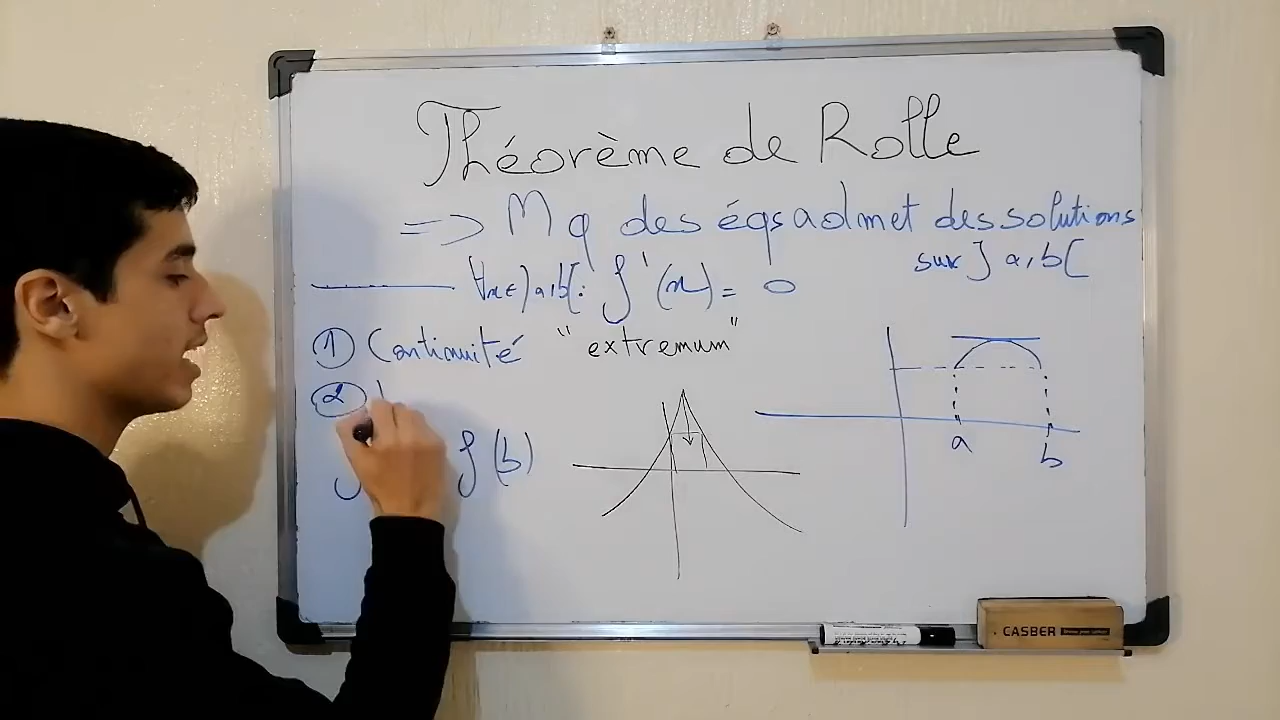 Théorème de Rolle
=> Mq des éqs admet des solutions
sur ]a,b[
∀x∈]a,b[: f'(x) = 0
① Continuité "extremum"
②
f(b)
a
b
CASBER